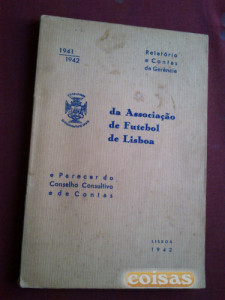 1941
1942
Relatório
e Contas
da Gerência
da Associação
de Futebol
de Lisboa
e Parecer do
Conselho Consultivo
e de Contas
LISBOA
1942
coisas